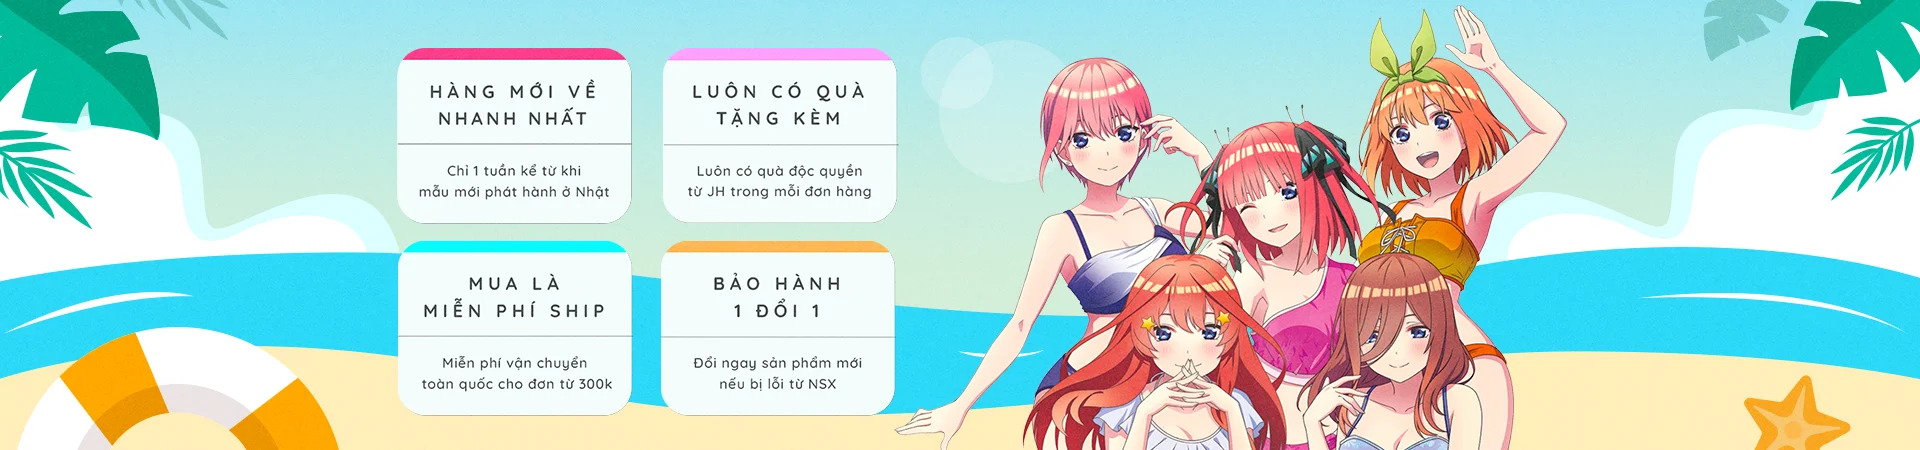 HÀNG MỚI VỀ
NHANH NHẤT
Chỉ 1 tuần kể từ khi
mẫu mới phát hành ở Nhật
LUÔN CÓ QUÀ
TẶNG KÈM
Luôn có quà độc quyền
từ JH trong mỗi đơn hàng
MUA LÀ
MIỄN PHÍ SHIP
Miễn phí vận chuyển
toàn quốc cho đơn từ 300k
BẢO HÀNH
1 ĐỔI 1
Đổi ngay sản phẩm mới
nếu bị lỗi từ NSX